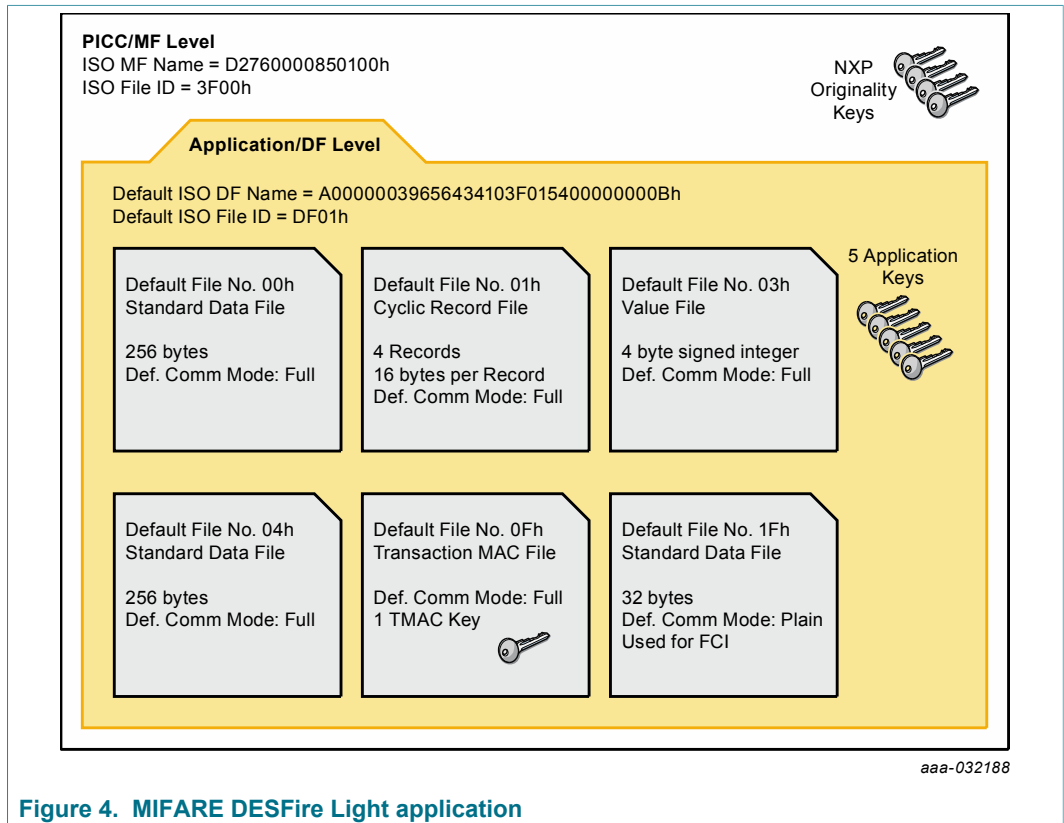 PICC/MF Level
ISO MF Name = D2760000850100h
ISO File ID = 3F00h
NXP
Originality
Keys
Application/DF Level
Default ISO DF Name = A00000039656434103F015400000000Bh
Default ISO File ID = DF01h
5 Application
Keys
Default File No. 00h
Standard Data File
256 bytes
Def. Comm Mode: Full
Default File No. 01h
Cyclic Record File
4 Records
16 bytes per Record
Def. Comm Mode: Full
Default File No. 03h
Value File
4 byte signed integer
Def. Comm Mode: Full
Default File No. 04h
Standard Data File
256 bytes
Def. Comm Mode: Full
Default File No. 0Fh
Transaction MAC File
Def. Comm Mode: Full
1 TMAC Key
Default File No. 1Fh
Standard Data File
32 bytes
Def. Comm Mode: Plain
Used for FCI
aaa-032188
Figure 4. MIFARE DESFire Light application